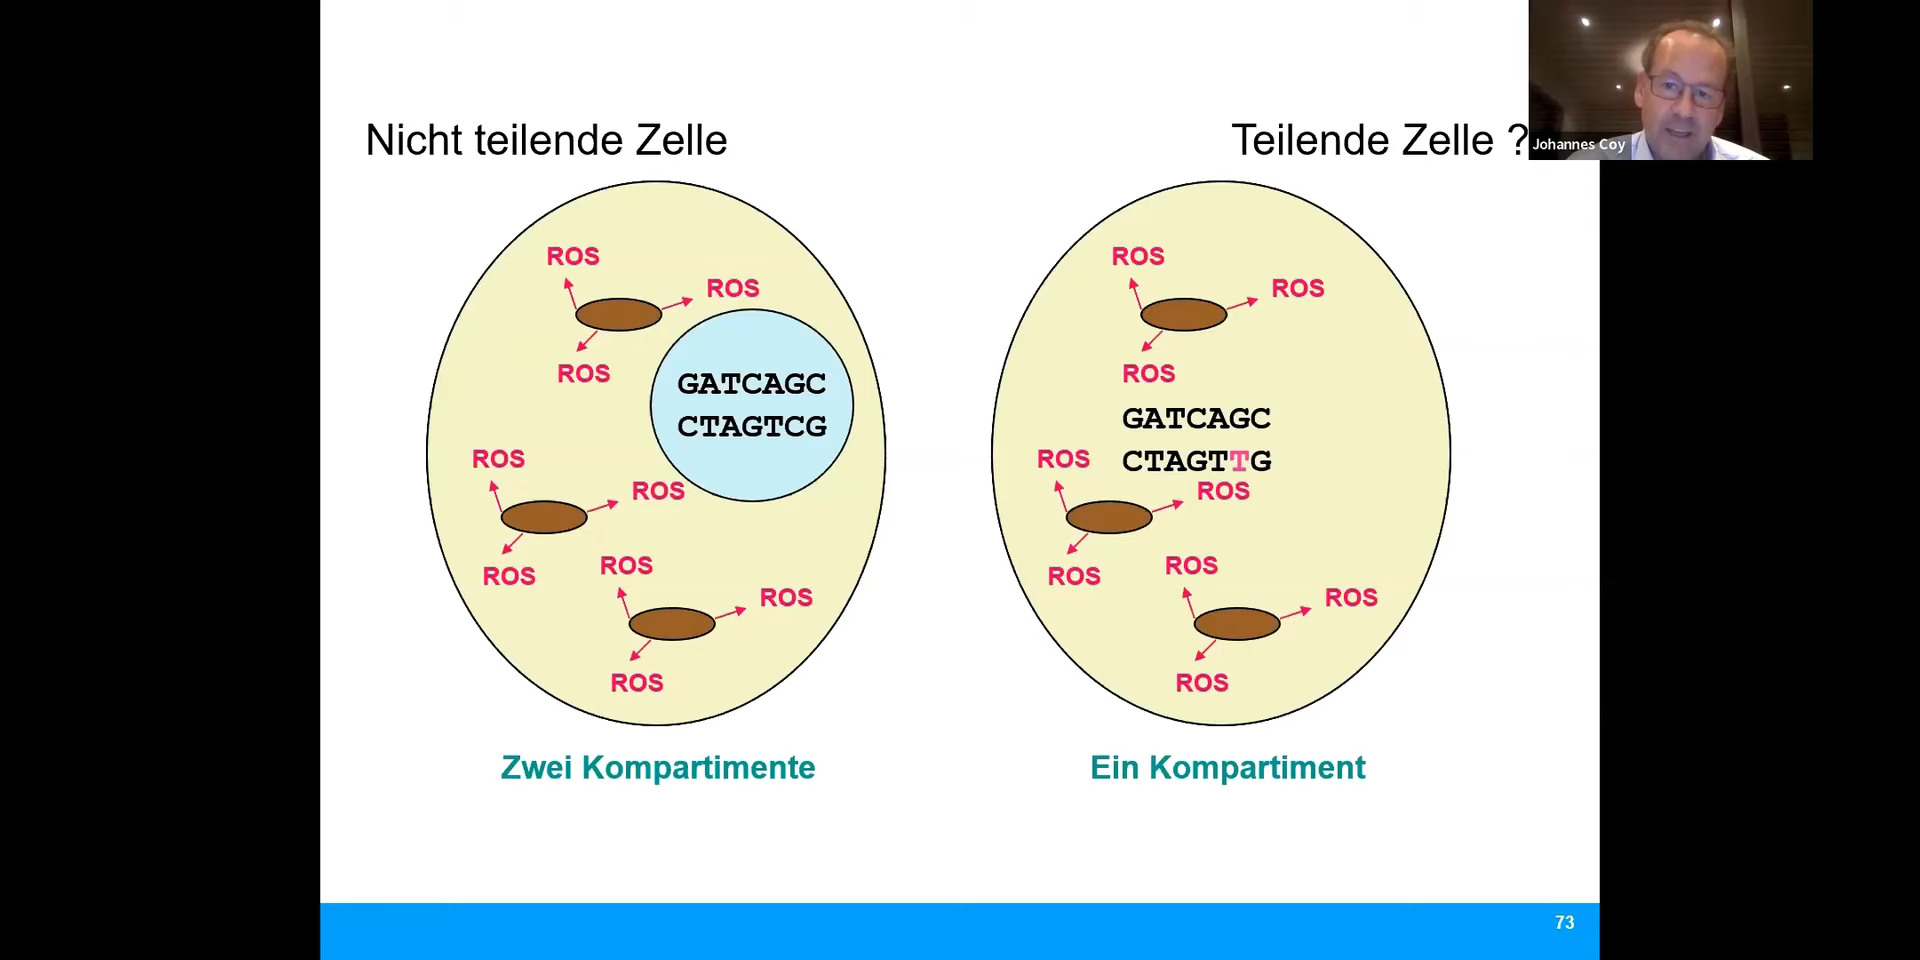 Nicht teilende Zelle
Teilende Zelle ?
Johannes Coy
ROS
ROS
ROS
GATCAGC
CTAGTCG
ROS
ROS
ROS
ROS
ROS
ROS
Zwei Kompartimente
ROS
ROS
ROS
GATCAGC
CTAGTTG
ROS
ROS
ROS
ROS
ROS
ROS
Ein Kompartiment
73